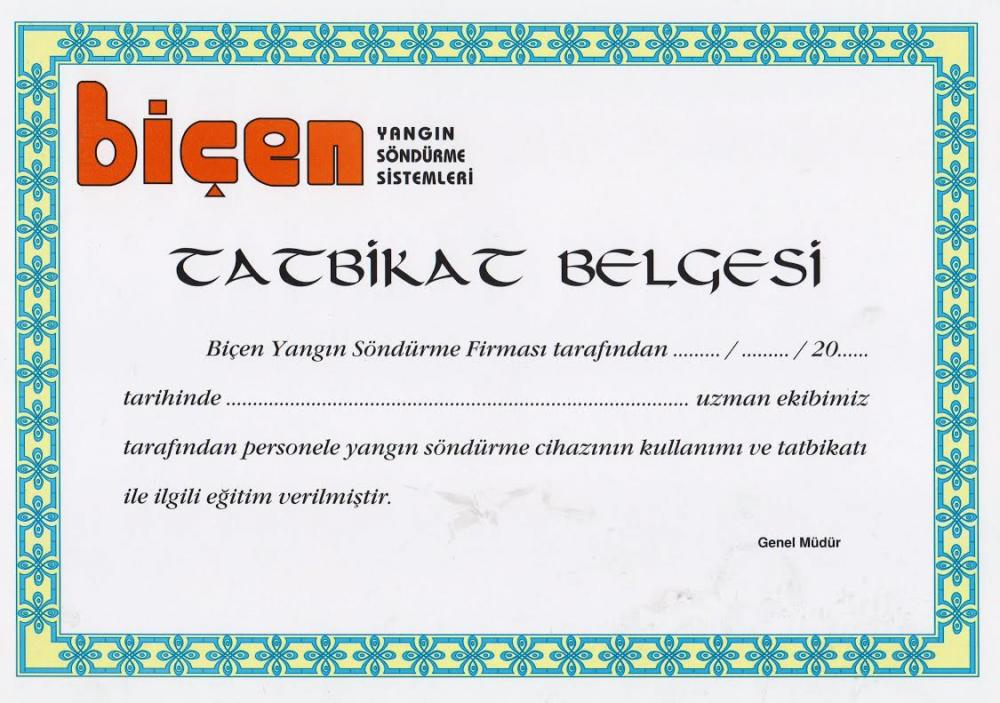 biçen
YANGIN
SÖNDÜRME
SİSTEMLERİ
TATBİKAT BELGESİ
Biçen Yangın Söndürme Firması tarafından ......... / ......... / 20......
tarihinde ....................................................................................... uzman ekibimiz
tarafından personele yangın söndürme cihazının kullanımı ve tatbikatı
ile ilgili eğitim verilmiştir.
Genel Müdür